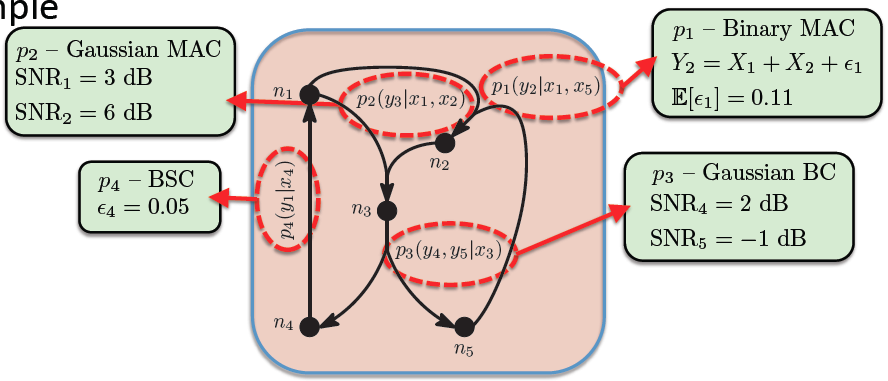 mple
p₂ – Gaussian MAC
SNR₁ = 3 dB
SNR₂ = 6 dB
p₁ – Binary MAC
Y₂ = X₁ + X₂ + ϵ₁
𝔼[ϵ₁] = 0.11
p₄ – BSC
ϵ₄ = 0.05
p₃ – Gaussian BC
SNR₄ = 2 dB
SNR₅ = −1 dB
n₁
p₂(y₃|x₁, x₂)
p₁(y₂|x₁, x₅)
n₂
p₄(y₁|x₄)
n₃
p₃(y₄, y₅|x₃)
n₄
n₅